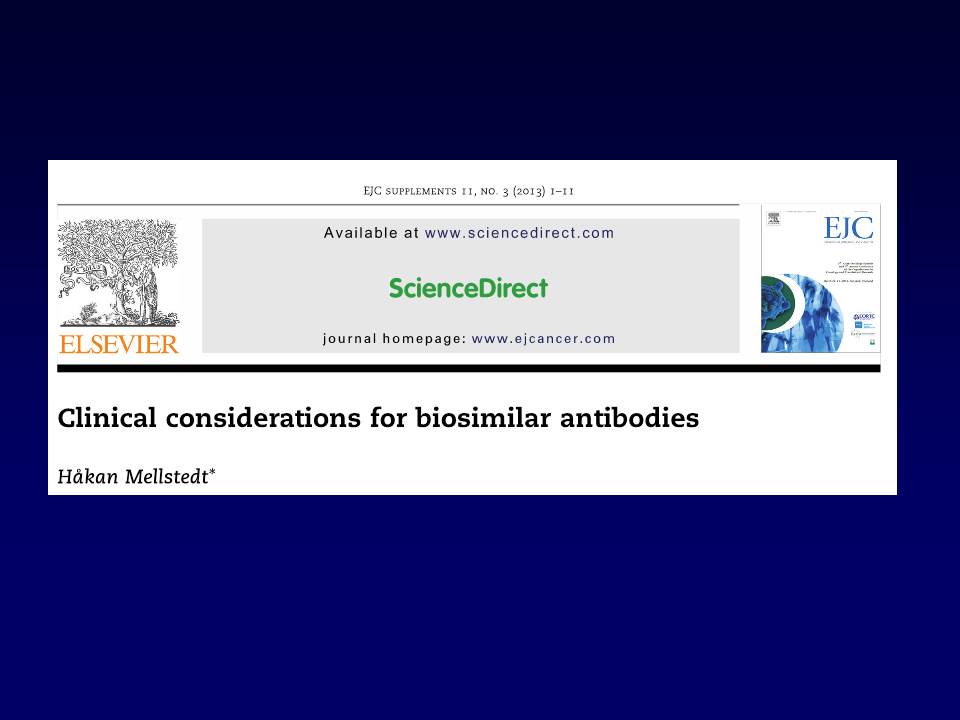 EJC SUPPLEMENTS 11, NO. 3 (2013) 1–11
Available at www.sciencedirect.com
ScienceDirect
journal homepage: www.ejcancer.com
ELSEVIER
EJC
Clinical considerations for biosimilar antibodies
Håkan Mellstedt*